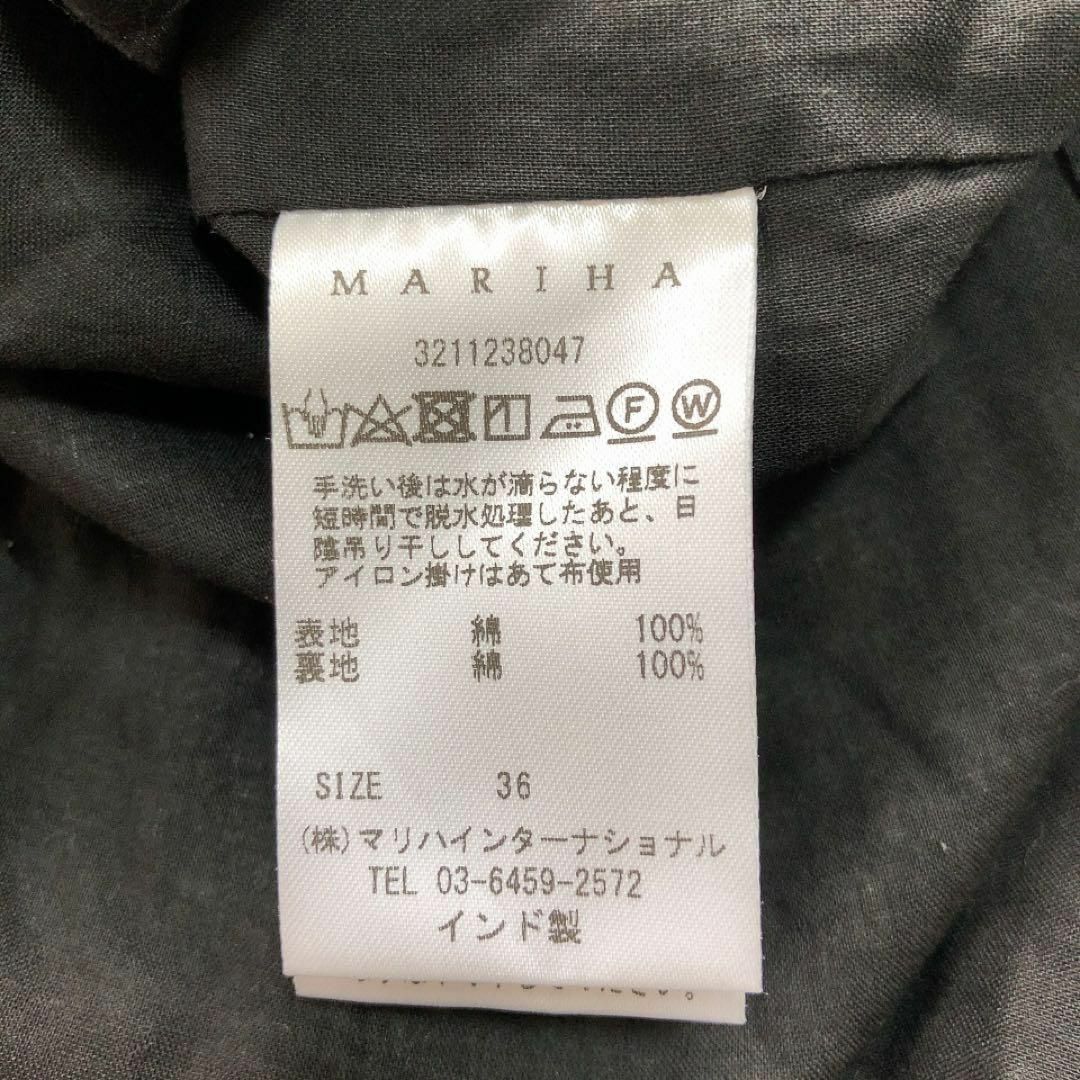 MARIHA
3211238047
F W
手洗い後は水が滴らない程度に
短時間で脱水処理したあと、日
陰吊り干ししてください。
アイロン掛けはあて布使用
表地 綿 100%
裏地 綿 100%
SIZE 36
(株)マリハインターナショナル
TEL 03-6459-2572
インド製
ください。